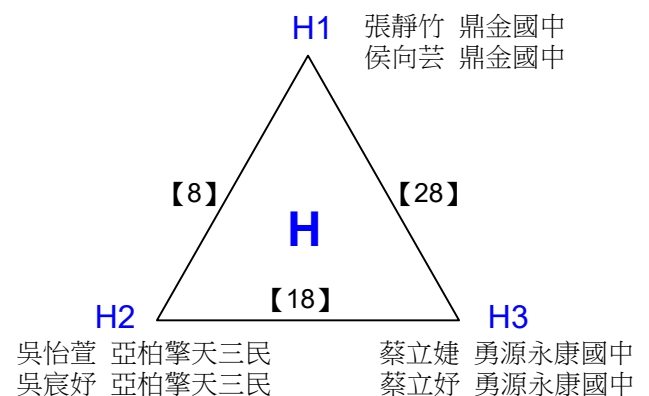 H1
張靜竹 鼎金國中
侯向芸 鼎金國中
【8】
【28】
H
【18】
H2
H3
吳怡萱 亞柏擎天三民
吳宸妤 亞柏擎天三民
蔡立婕 勇源永康國中
蔡立妤 勇源永康國中